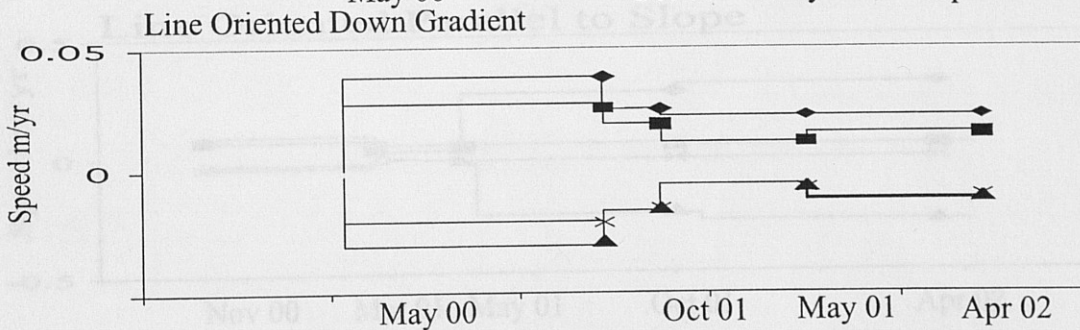 Line Oriented Down Gradient
0.05
Speed m/yr
0
May 00 Oct 01 May 01 Apr 02